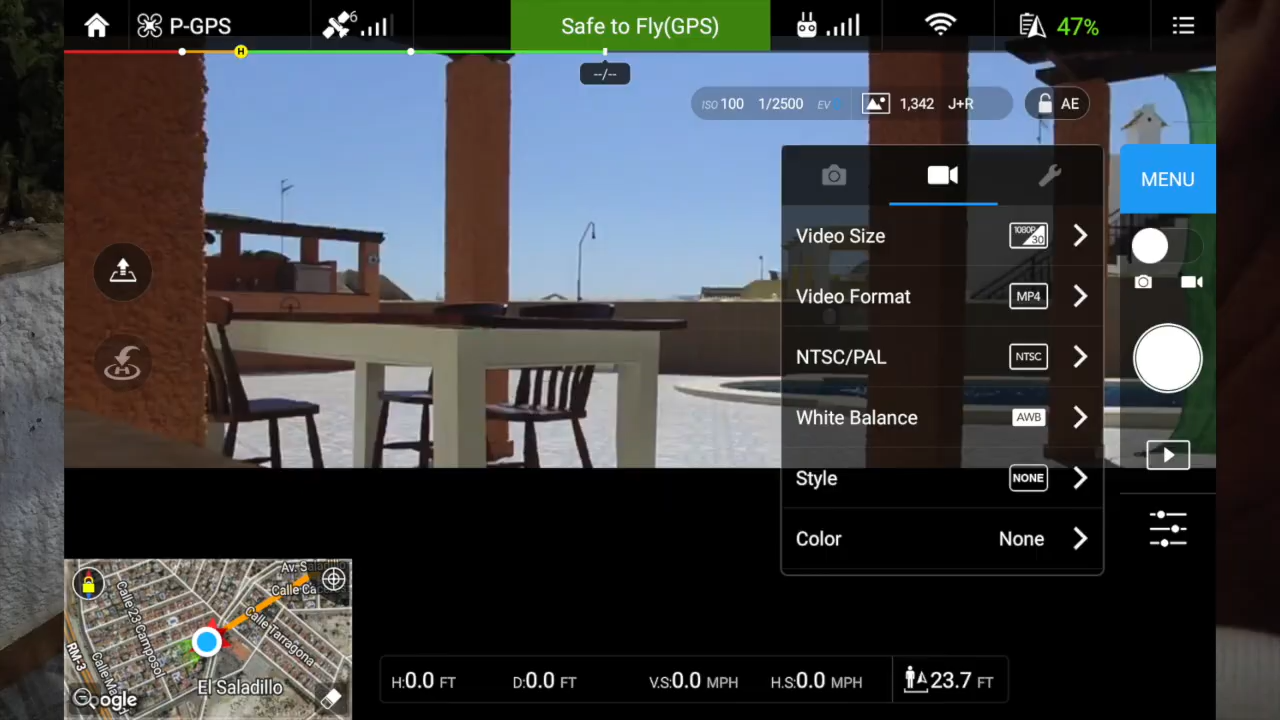 P-GPS
6
Safe to Fly(GPS)
47%
H
--/--
ISO 100 1/2500 EV
1,342 J+R
AE
MENU
Video Size 1080P 30
Video Format MP4
NTSC/PAL NTSC
White Balance AWB
Style NONE
Color None
Calle 23 Camposol
Calle Tarragona
RM-3
El Saladillo
Google
H:0.0 FT D:0.0 FT V.S:0.0 MPH H.S:0.0 MPH 23.7 FT